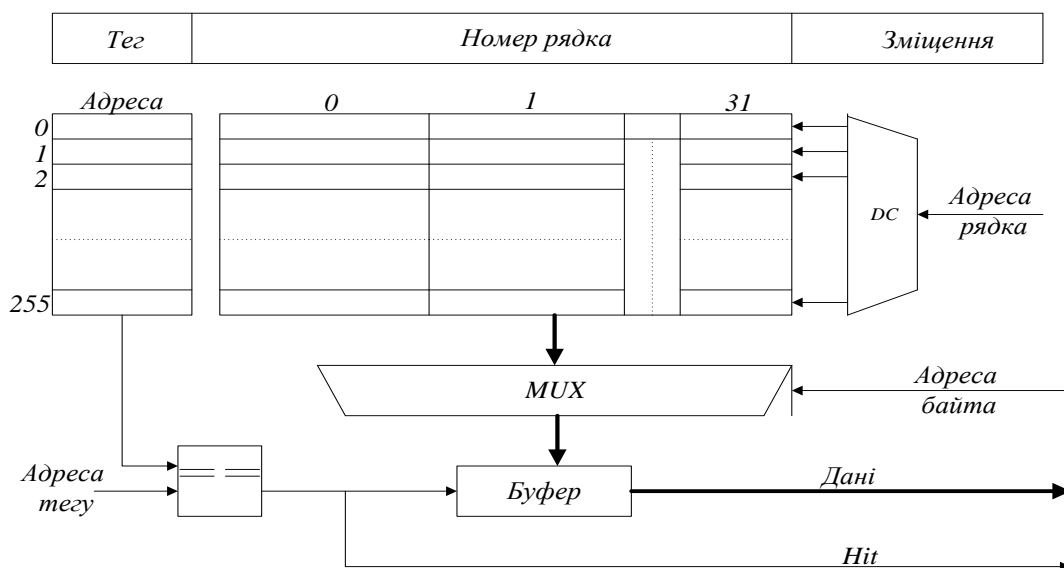 Тег Номер рядка Зміщення
Адреса 0 1 31
0
1
2
255
DC
Адреса
рядка
MUX
Адреса
байта
Адреса
тегу
==
Буфер
Дані
Hit